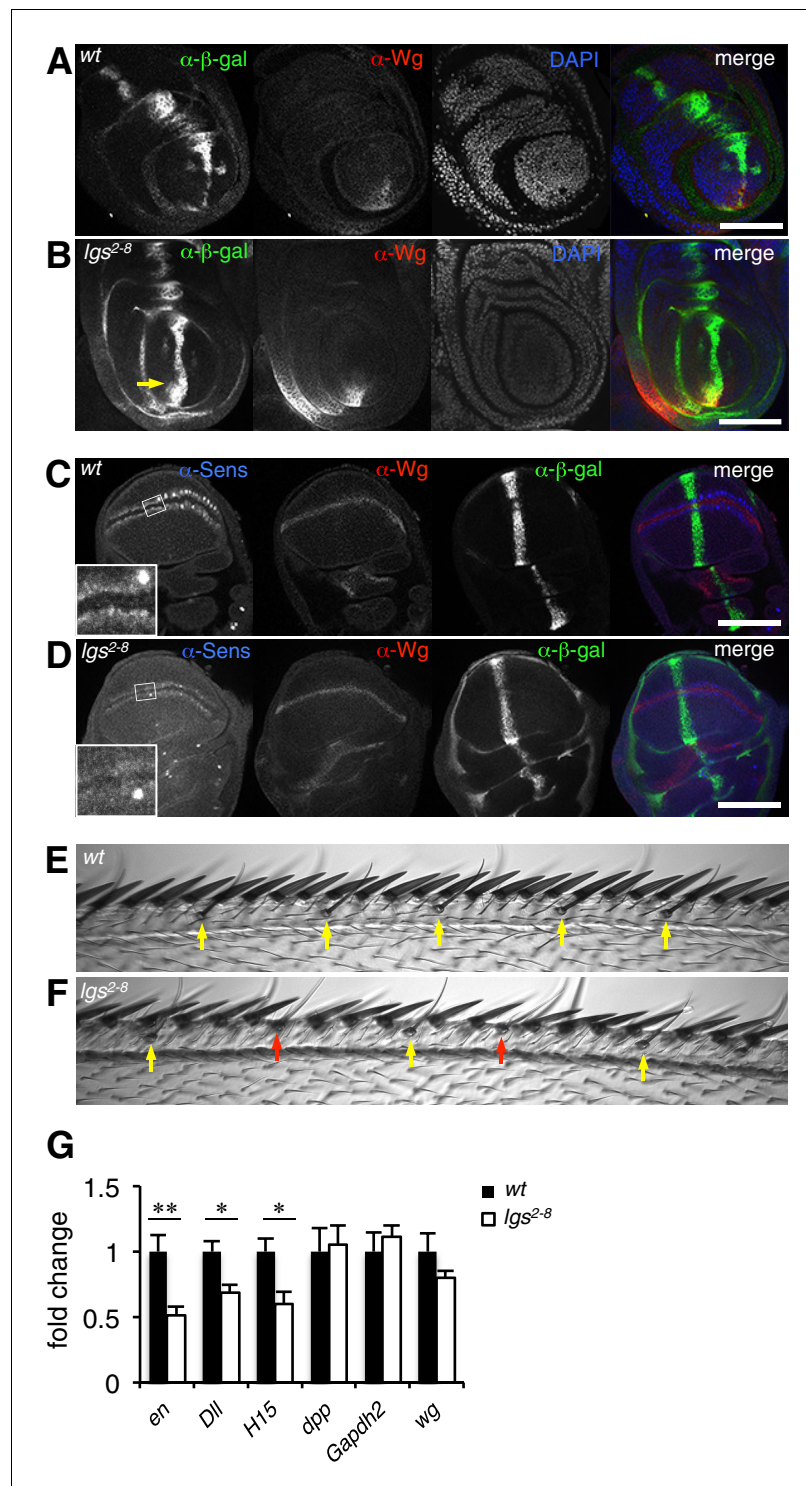 A
wt
α-β-gal
α-Wg
DAPI
merge
B
lgs2-8
α-β-gal
α-Wg
DAPI
merge
C
wt
α-Sens
α-Wg
α-β-gal
merge
D
lgs2-8
α-Sens
α-Wg
α-β-gal
merge
E
wt
F
lgs2-8
G
1.5
1
0.5
0
fold change
**
*
*
wt
lgs2-8
en
Dll
H15
dpp
Gapdh2
wg